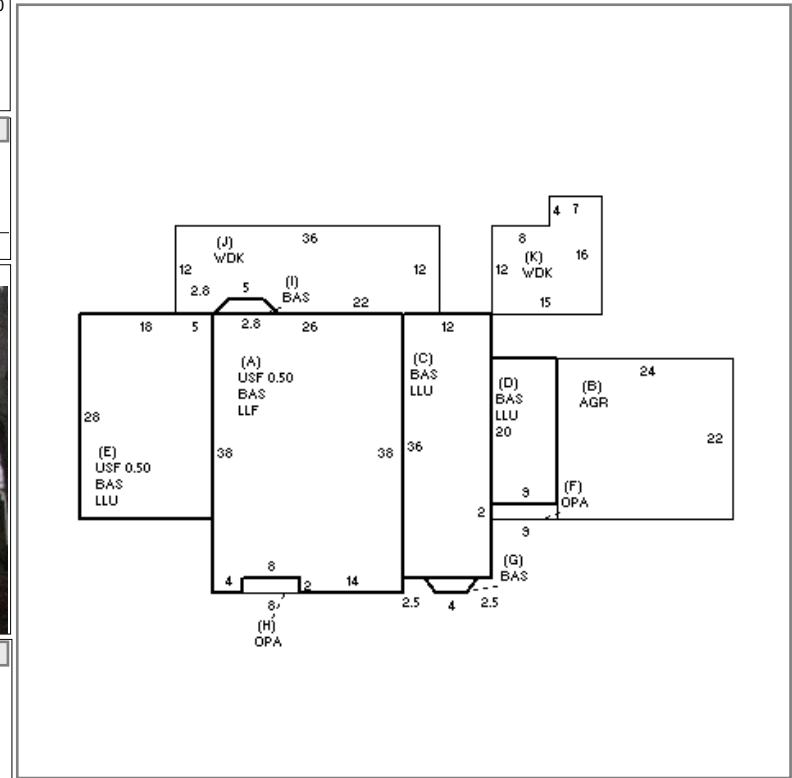 4 7
36
8
(J)
WDK
(K)
WDK
16
12
12
12
2.8
5
(I)
BAS
22
15
18
5
2.8
26
12
(A)
USF 0.50
BAS
LLF
(C)
BAS
LLU
(D)
BAS
LLU
20
(B)
AGR
24
28
22
38
38
36
(E)
USF 0.50
BAS
LLU
9
(F)
OPA
2
9
(G)
BAS
8
4
2
14
8
2.5
4
2.5
(H)
OPA